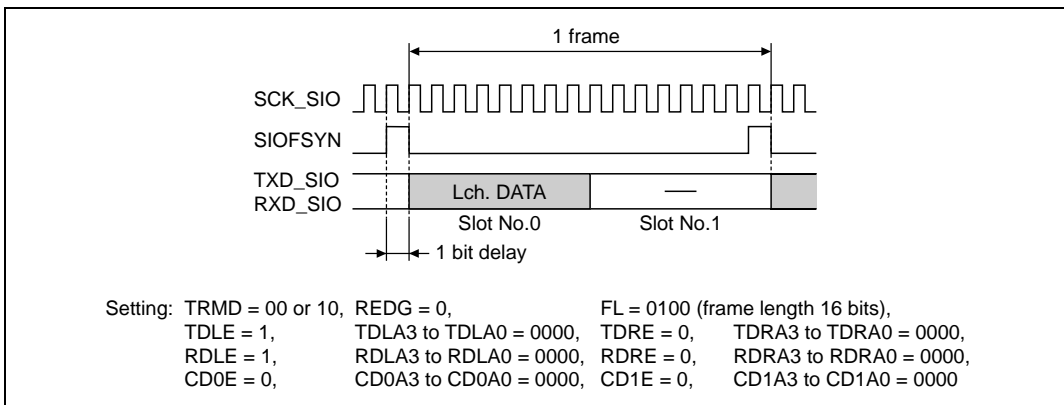 1 frame
SCK_SIO
SIOFSYN
TXD_SIO
RXD_SIO
Lch. DATA
—
Slot No.0 Slot No.1
1 bit delay
Setting: TRMD = 00 or 10, REDG = 0, FL = 0100 (frame length 16 bits),
TDLE = 1, TDLA3 to TDLA0 = 0000, TDRE = 0, TDRA3 to TDRA0 = 0000,
RDLE = 1, RDLA3 to RDLA0 = 0000, RDRE = 0, RDRA3 to RDRA0 = 0000,
CD0E = 0, CD0A3 to CD0A0 = 0000, CD1E = 0, CD1A3 to CD1A0 = 0000